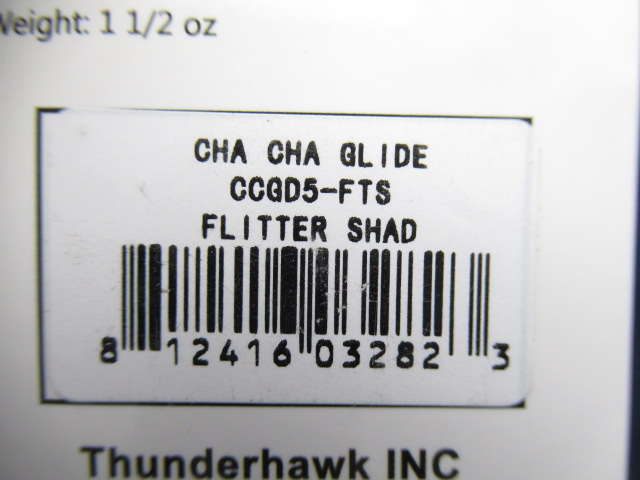 Weight: 1 1/2 oz
CHA CHA GLIDE
CCGD5-FTS
FLITTER SHAD
8 12416 03282 3
Thunderhawk INC